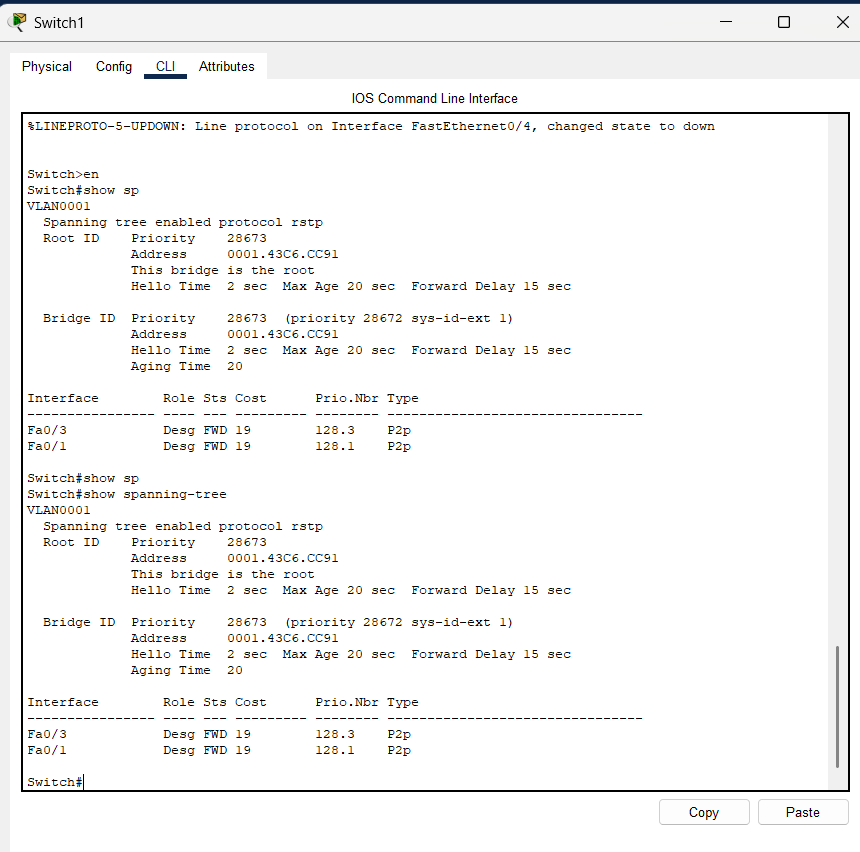 Switch1
Physical Config CLI Attributes
IOS Command Line Interface
%LINEPROTO-5-UPDOWN: Line protocol on Interface FastEthernet0/4, changed state to down
Switch>en
Switch#show sp
VLAN0001
  Spanning tree enabled protocol rstp
  Root ID    Priority    28673
             Address     0001.43C6.CC91
             This bridge is the root
             Hello Time  2 sec  Max Age 20 sec  Forward Delay 15 sec
  Bridge ID  Priority    28673  (priority 28672 sys-id-ext 1)
             Address     0001.43C6.CC91
             Hello Time  2 sec  Max Age 20 sec  Forward Delay 15 sec
             Aging Time  20
Interface        Role Sts Cost      Prio.Nbr Type
---------------- ---- --- --------- -------- --------------------------------
Fa0/3            Desg FWD 19        128.3    P2p
Fa0/1            Desg FWD 19        128.1    P2p
Switch#show sp
Switch#show spanning-tree
VLAN0001
  Spanning tree enabled protocol rstp
  Root ID    Priority    28673
             Address     0001.43C6.CC91
             This bridge is the root
             Hello Time  2 sec  Max Age 20 sec  Forward Delay 15 sec
  Bridge ID  Priority    28673  (priority 28672 sys-id-ext 1)
             Address     0001.43C6.CC91
             Hello Time  2 sec  Max Age 20 sec  Forward Delay 15 sec
             Aging Time  20
Interface        Role Sts Cost      Prio.Nbr Type
---------------- ---- --- --------- -------- --------------------------------
Fa0/3            Desg FWD 19        128.3    P2p
Fa0/1            Desg FWD 19        128.1    P2p
Switch#
Copy Paste